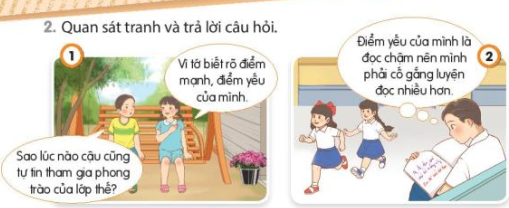 2. Quan sát tranh và trả lời câu hỏi.
1
Vì tớ biết rõ điểm
mạnh, điểm yếu
của mình.
Sao lúc nào cậu cũng
tự tin tham gia phong
trào của lớp thế?
2
Điểm yếu của mình là
đọc chậm nên mình
phải cố gắng luyện
đọc nhiều hơn.